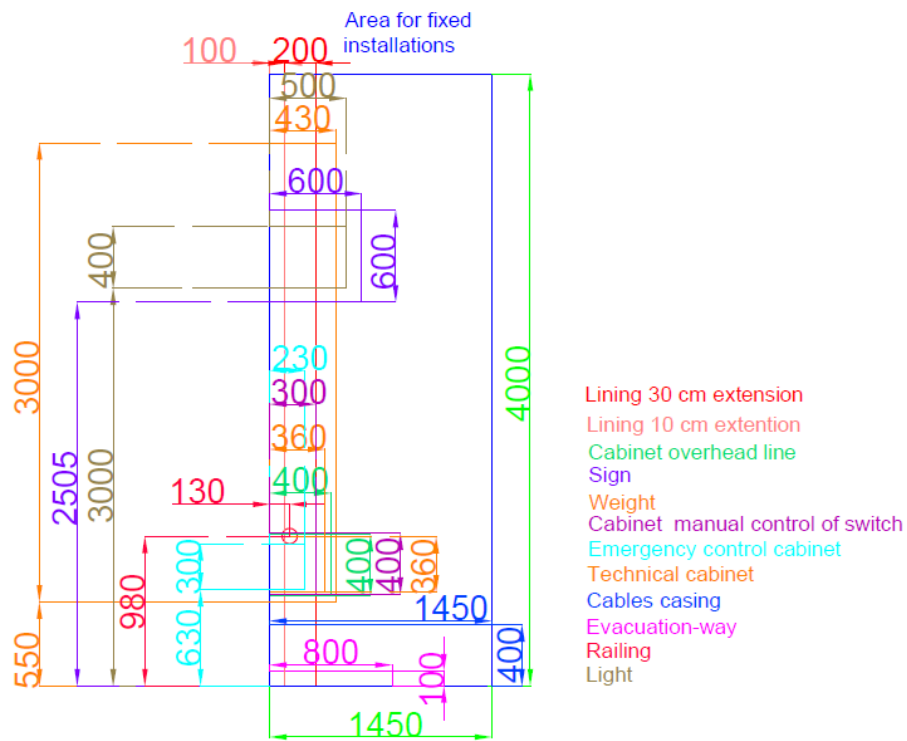 Area for fixed
installations
100 200
500
430
600
400
600
230
3000
300
4000
360
2505
3000
400
130
980
300
630
400
400
360
1450
550
800
100
400
1450
Lining 30 cm extension
Lining 10 cm extention
Cabinet overhead line
Sign
Weight
Cabinet manual control of switch
Emergency control cabinet
Technical cabinet
Cables casing
Evacuation-way
Railing
Light